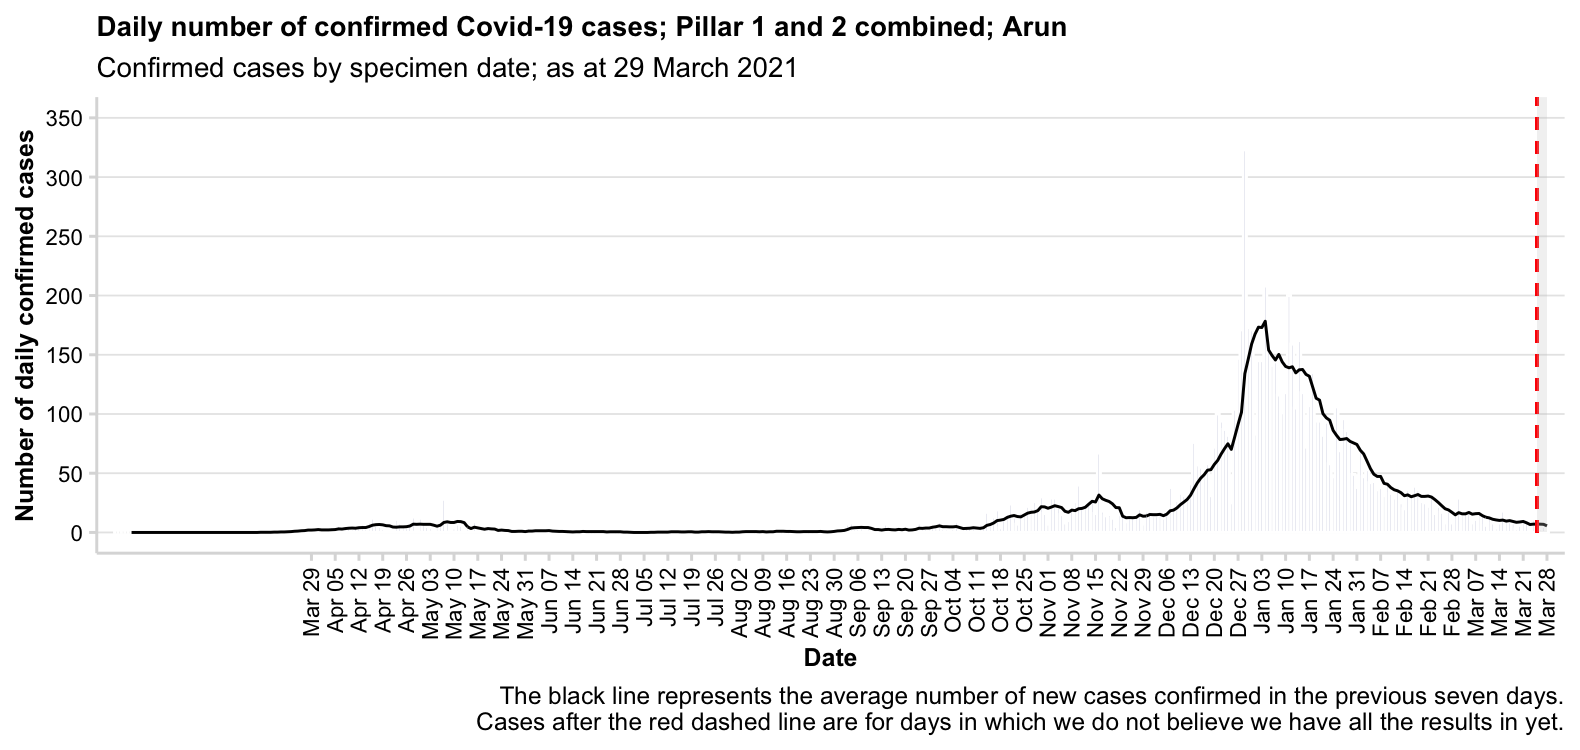 Daily number of confirmed Covid-19 cases; Pillar 1 and 2 combined; Arun
Confirmed cases by specimen date; as at 29 March 2021
Number of daily confirmed cases
350
300
250
200
150
100
50
0
Mar 29
Apr 05
Apr 12
Apr 19
Apr 26
May 03
May 10
May 17
May 24
May 31
Jun 07
Jun 14
Jun 21
Jun 28
Jul 05
Jul 12
Jul 19
Jul 26
Aug 02
Aug 09
Aug 16
Aug 23
Aug 30
Sep 06
Sep 13
Sep 20
Sep 27
Oct 04
Oct 11
Oct 18
Oct 25
Nov 01
Nov 08
Nov 15
Nov 22
Nov 29
Dec 06
Dec 13
Dec 20
Dec 27
Jan 03
Jan 10
Jan 17
Jan 24
Jan 31
Feb 07
Feb 14
Feb 21
Feb 28
Mar 07
Mar 14
Mar 21
Mar 28
Date
The black line represents the average number of new cases confirmed in the previous seven days.
Cases after the red dashed line are for days in which we do not believe we have all the results in yet.